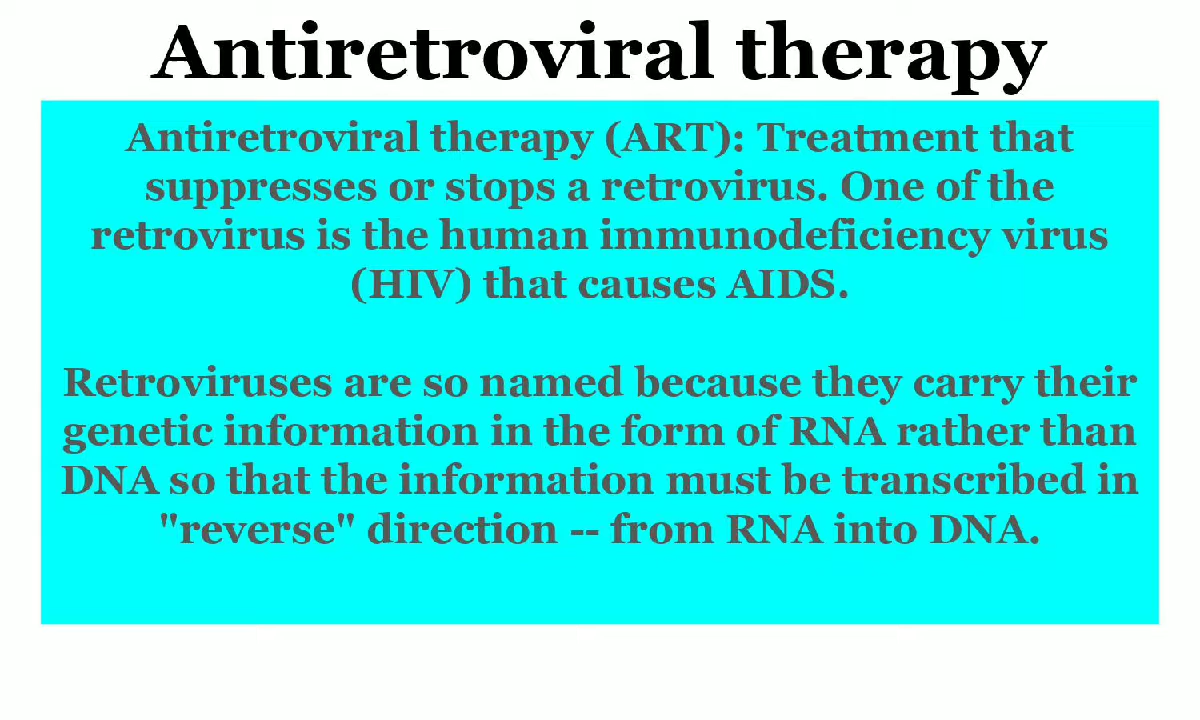 Antiretroviral therapy
Antiretroviral therapy (ART): Treatment that
suppresses or stops a retrovirus. One of the
retrovirus is the human immunodeficiency virus
(HIV) that causes AIDS.
Retroviruses are so named because they carry their
genetic information in the form of RNA rather than
DNA so that the information must be transcribed in
"reverse" direction -- from RNA into DNA.